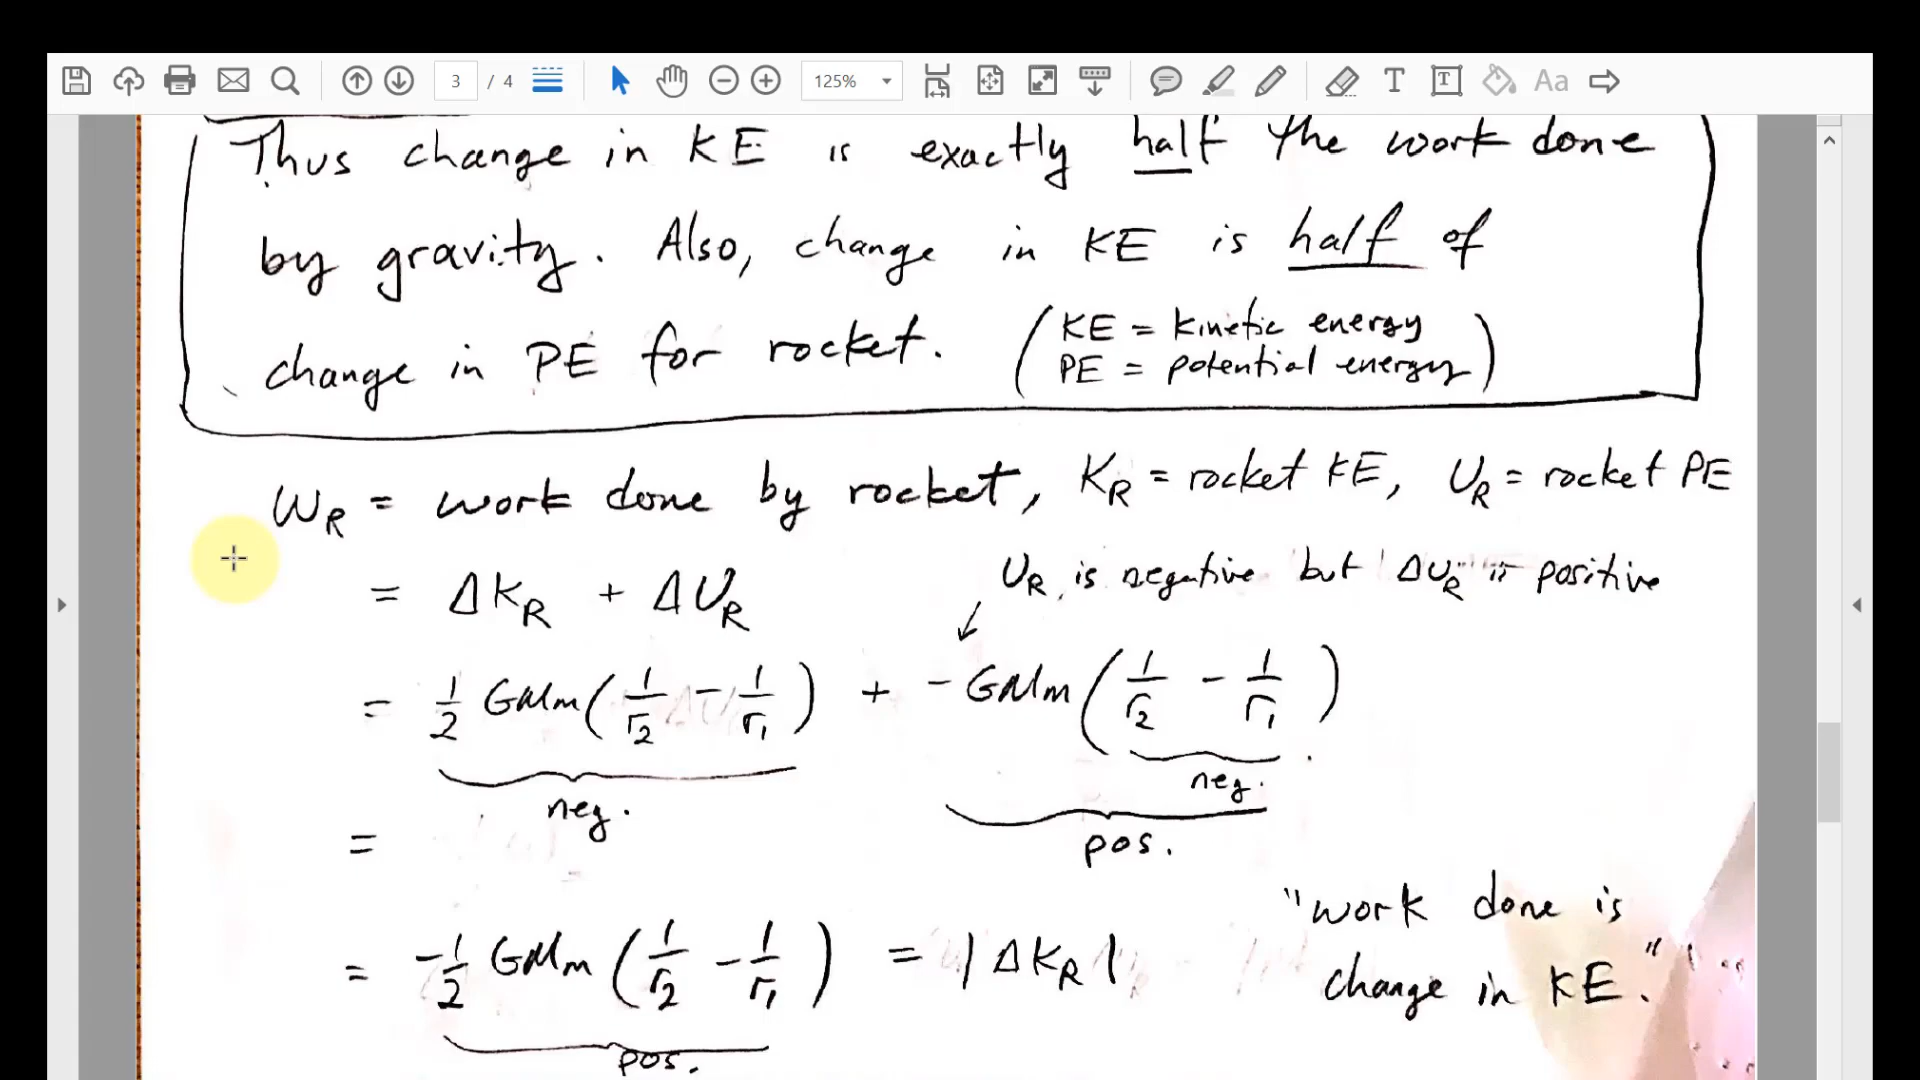 3 / 4
125%
T
T
Aa
Thus change in KE is exactly half the work done
by gravity. Also, change in KE is half of
change in PE for rocket. (KE = kinetic energy
PE = potential energy)
W_R = work done by rocket, K_R = rocket KE, U_R = rocket PE
= ΔK_R + ΔU_R
U_R is negative but ΔU_R is positive
= 1/2 GMm(1/r_2 - 1/r_1) + - GMm(1/r_2 - 1/r_1)
neg.
neg.
pos.
=
= -1/2 GMm(1/r_2 - 1/r_1) = |ΔK_R|
pos.
"work done is
change in KE."